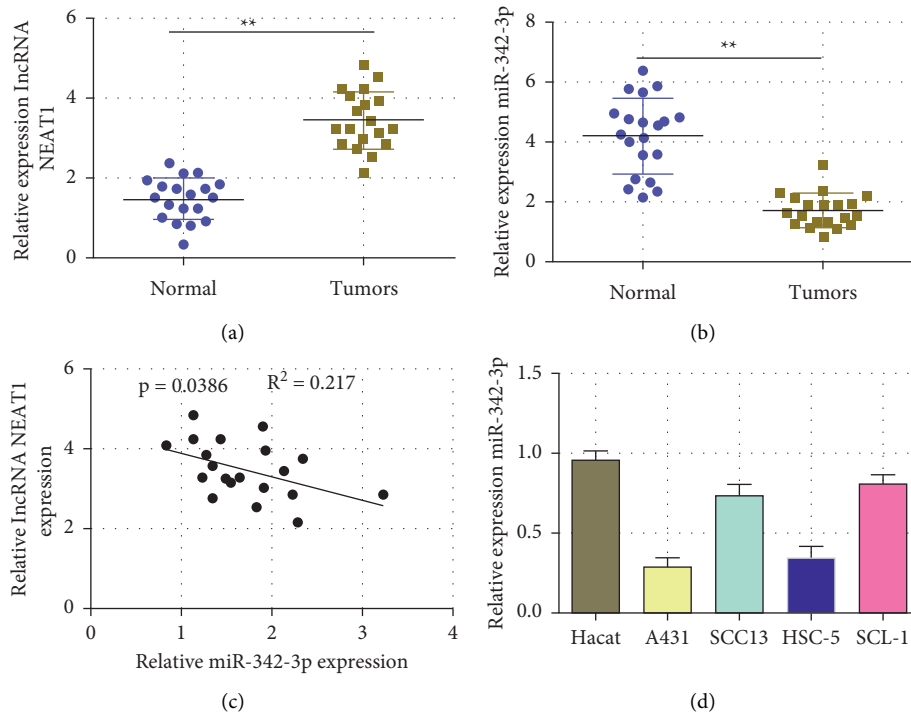 Relative expression lncRNA
NEAT1
6
4
2
0
**
Normal
Tumors
(a)
Relative expression miR-342-3p
8
6
4
2
0
**
Normal
Tumors
(b)
Relative lncRNA NEAT1
expression
6
4
2
0
p = 0.0386
R² = 0.217
0
1
2
3
4
Relative miR-342-3p expression
(c)
Relative expression miR-342-3p
1.5
1.0
0.5
0.0
Hacat
A431
SCC13
HSC-5
SCL-1
(d)